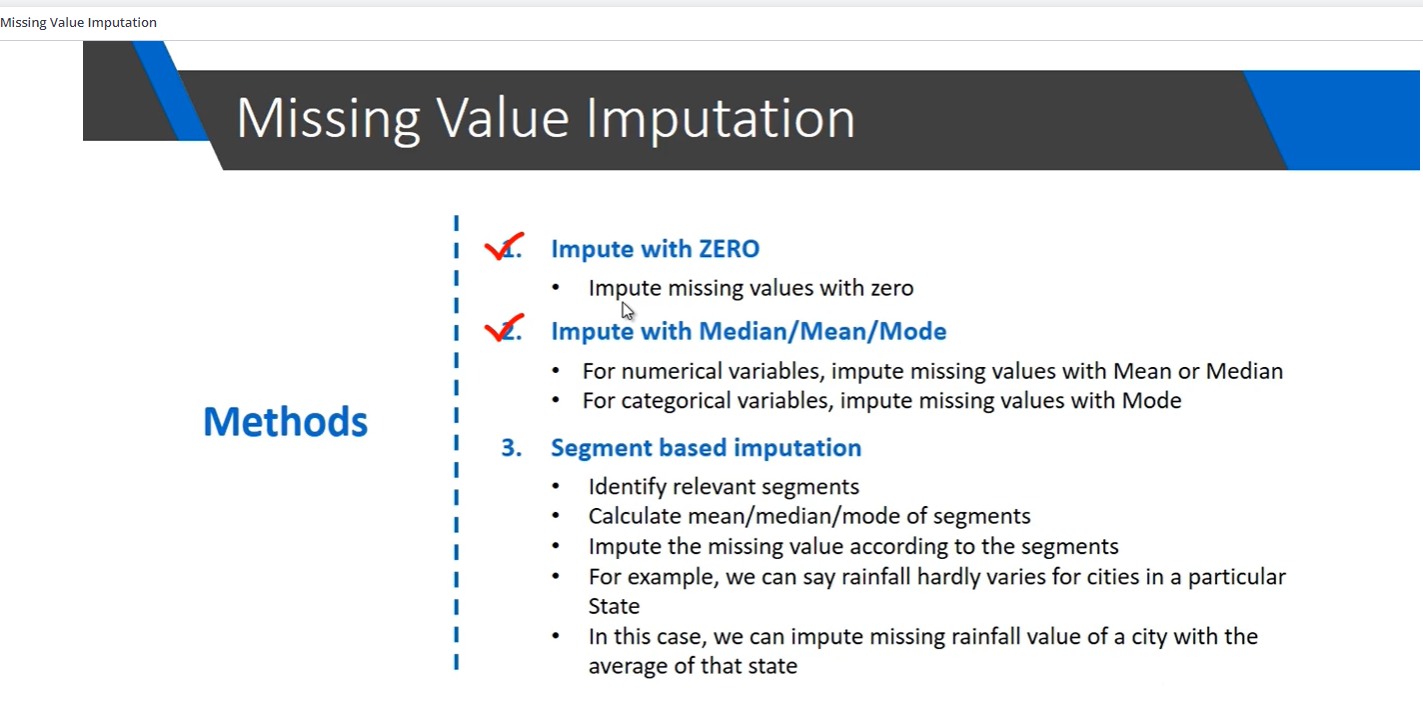 Missing Value Imputation
Missing Value Imputation
Methods
1. Impute with ZERO
• Impute missing values with zero
2. Impute with Median/Mean/Mode
• For numerical variables, impute missing values with Mean or Median
• For categorical variables, impute missing values with Mode
3. Segment based imputation
• Identify relevant segments
• Calculate mean/median/mode of segments
• Impute the missing value according to the segments
• For example, we can say rainfall hardly varies for cities in a particular
State
• In this case, we can impute missing rainfall value of a city with the
average of that state